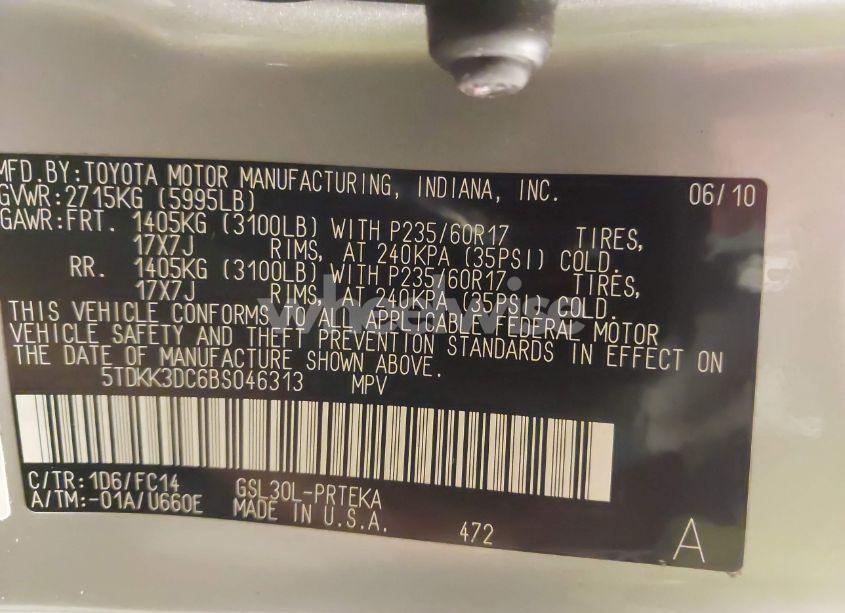 MFD.BY:TOYOTA MOTOR MANUFACTURING, INDIANA, INC. 06/10
GVWR:2715KG (5995LB)
GAWR:FRT. 1405KG (3100LB) WITH P235/60R17 TIRES,
17X7J RIMS, AT 240KPA (35PSI) COLD.
RR. 1405KG (3100LB) WITH P235/60R17 TIRES,
17X7J RIMS, AT 240KPA (35PSI) COLD.
THIS VEHICLE CONFORMS TO ALL APPLICABLE FEDERAL MOTOR
VEHICLE SAFETY AND THEFT PREVENTION STANDARDS IN EFFECT ON
THE DATE OF MANUFACTURE SHOWN ABOVE.
5TDKK3DC6BS046313 MPV
C/TR:1D6/FC14 GSL30L-PRTEKA
A/TM:-01A/U660E MADE IN U.S.A. 472 A
wheelwise